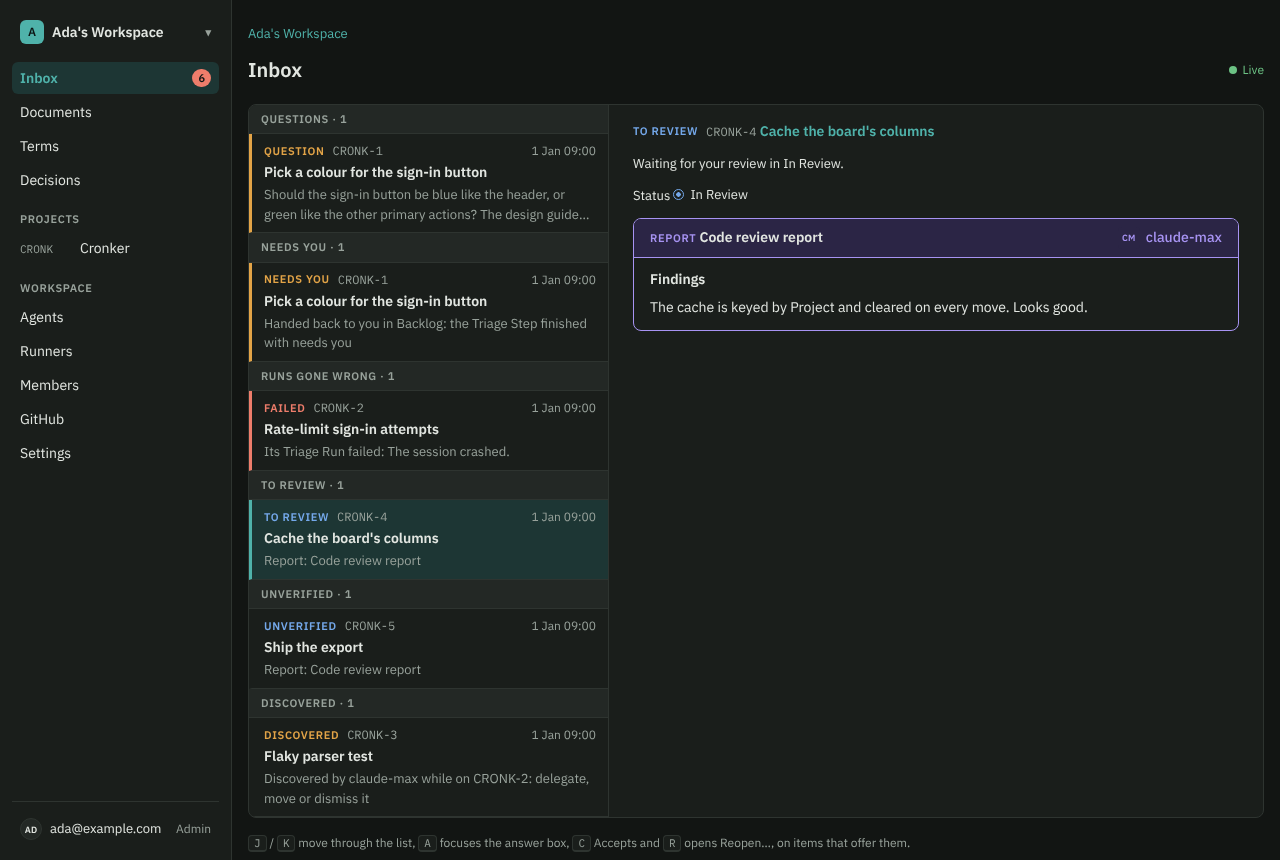 A Ada's Workspace ▾
Inbox 6
Documents
Terms
Decisions
PROJECTS
CRONK Cronker
WORKSPACE
Agents
Runners
Members
GitHub
Settings
AD ada@example.com Admin
Ada's Workspace
Inbox
Live
QUESTIONS · 1
QUESTION CRONK-1 1 Jan 09:00
Pick a colour for the sign-in button
Should the sign-in button be blue like the header, or
green like the other primary actions? The design guide…
NEEDS YOU · 1
NEEDS YOU CRONK-1 1 Jan 09:00
Pick a colour for the sign-in button
Handed back to you in Backlog: the Triage Step finished
with needs you
RUNS GONE WRONG · 1
FAILED CRONK-2 1 Jan 09:00
Rate-limit sign-in attempts
Its Triage Run failed: The session crashed.
TO REVIEW · 1
TO REVIEW CRONK-4 1 Jan 09:00
Cache the board's columns
Report: Code review report
UNVERIFIED · 1
UNVERIFIED CRONK-5 1 Jan 09:00
Ship the export
Report: Code review report
DISCOVERED · 1
DISCOVERED CRONK-3 1 Jan 09:00
Flaky parser test
Discovered by claude-max while on CRONK-2: delegate,
move or dismiss it
TO REVIEW CRONK-4 Cache the board's columns
Waiting for your review in In Review.
Status In Review
REPORT Code review report CM claude-max
Findings
The cache is keyed by Project and cleared on every move. Looks good.
J / K move through the list, A focuses the answer box, C Accepts and R opens Reopen…, on items that offer them.